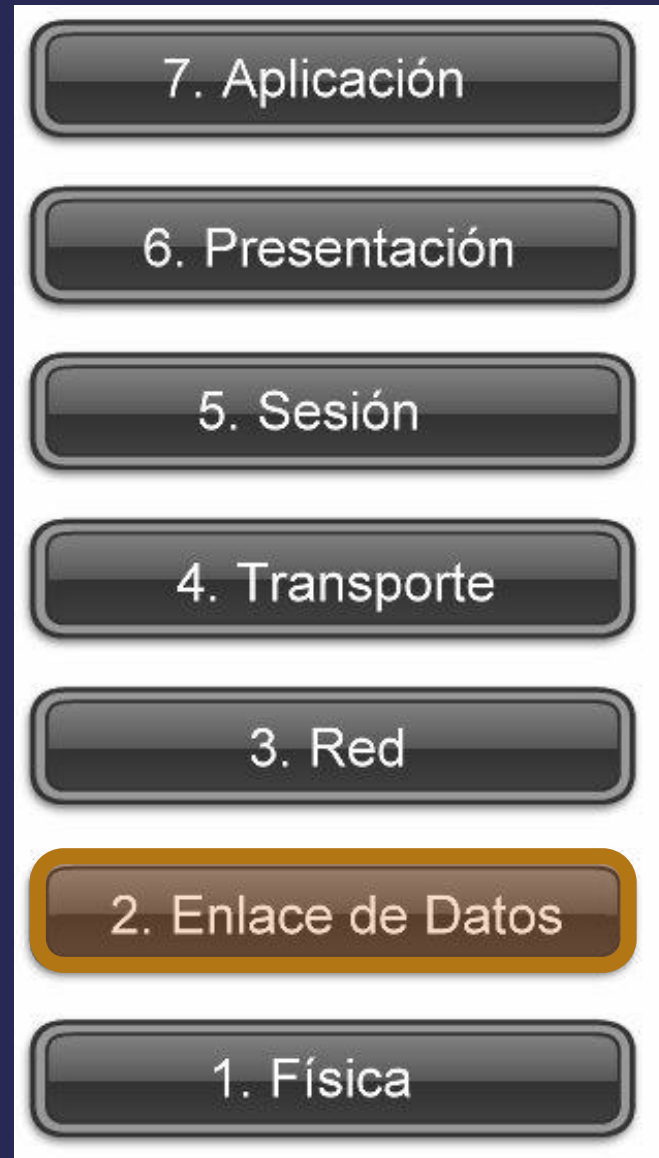 7. Aplicación
6. Presentación
5. Sesión
4. Transporte
3. Red
2. Enlace de Datos
1. Física